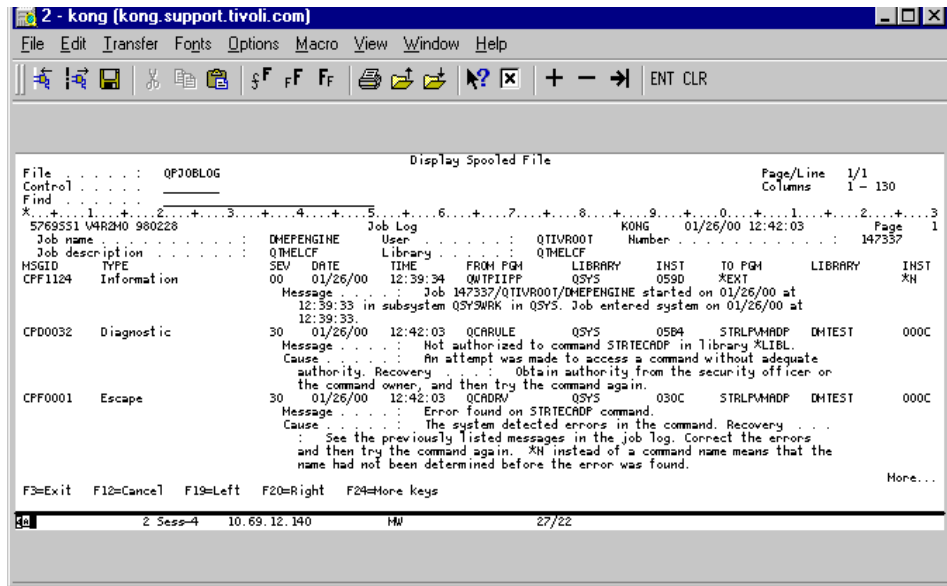 2 - kong (kong.support.tivoli.com)
File Edit Transfer Fonts Options Macro View Window Help
ENT CLR
Display Spooled File
File . . . . . : QPJOBLOG Page/Line 1/1
Control . . . . . Columns 1 - 130
Find . . . . . .
*...+....1....+....2....+....3....+....4....+....5....+....6....+....7....+....8....+....9....+....0....+....1....+....2....+....3
5769SS1 V4R2M0 980228 Job Log KONG 01/26/00 12:42:03 Page 1
Job name . . . . . . . . . . : DMEPENGINE User . . . . . . : QTIVROOT Number . . . . . . . . . . . : 147337
Job description . . . . . . : QTMELCF Library . . . . . : QTMELCF
MSGID TYPE SEV DATE TIME FROM PGM LIBRARY INST TO PGM LIBRARY INST
CPF1124 Information 00 01/26/00 12:39:34 QWTPIIPP QSYS 059D *EXT *N
Message . . . . : Job 147337/QTIVROOT/DMEPENGINE started on 01/26/00 at
12:39:33 in subsystem QSYSWRK in QSYS. Job entered system on 01/26/00 at
12:39:33.
CPD0032 Diagnostic 30 01/26/00 12:42:03 QCARULE QSYS 05B4 STRLPVMADP DMTEST 000C
Message . . . . : Not authorized to command STRTECADP in library *LIBL.
Cause . . . . . : An attempt was made to access a command without adequate
authority. Recovery . . . : Obtain authority from the security officer or
the command owner, and then try the command again.
CPF0001 Escape 30 01/26/00 12:42:03 QCADRV QSYS 030C STRLPVMADP DMTEST 000C
Message . . . . : Error found on STRTECADP command.
Cause . . . . . : The system detected errors in the command. Recovery . . .
: See the previously listed messages in the job log. Correct the errors
and then try the command again. *N instead of a command name means that the
name had not been determined before the error was found.
More...
F3=Exit F12=Cancel F19=Left F20=Right F24=More keys
2 Sess-4 10.69.12.140 MW 27/22